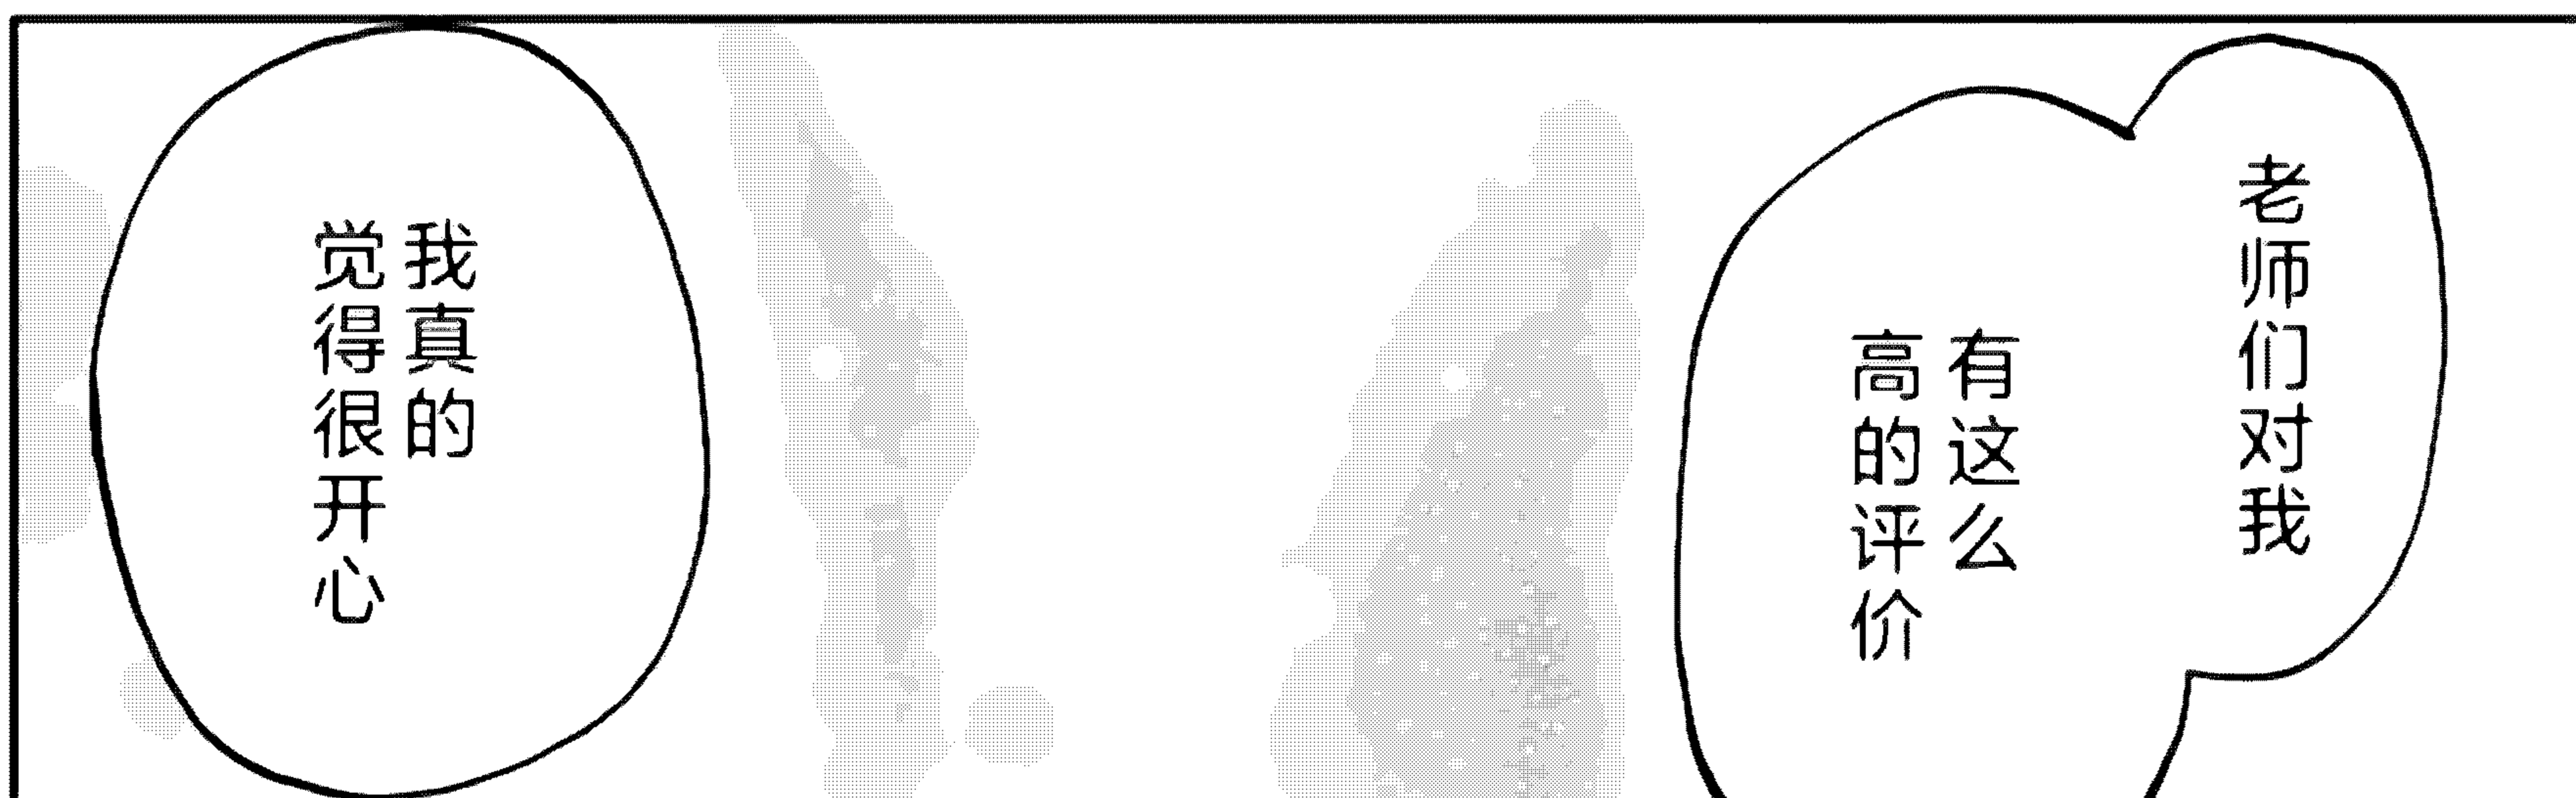 老师们对我
有这么
高的评价
我真的
觉得很开心